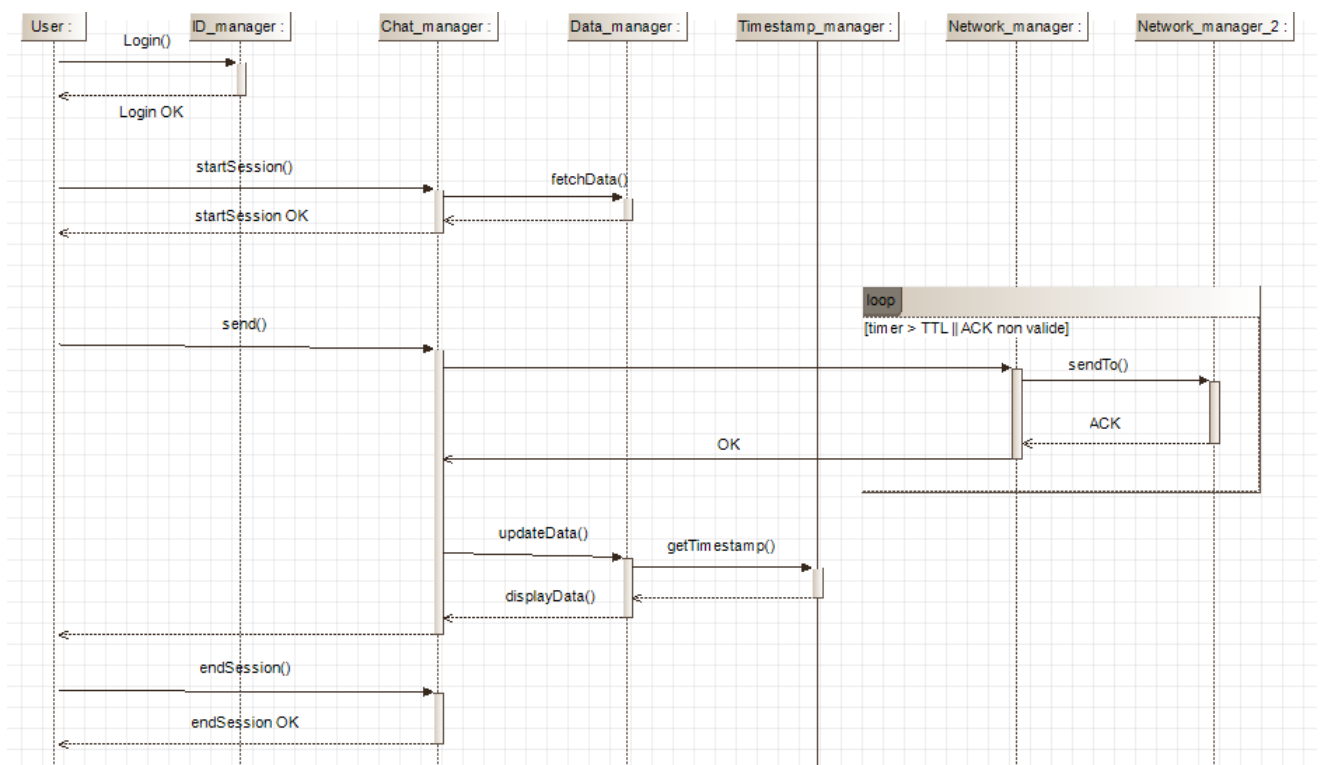 User :
ID_manager :
Chat_manager :
Data_manager :
Timestamp_manager :
Network_manager :
Network_manager_2 :
Login()
Login OK
startSession()
fetchData()
startSession OK
loop
[timer > TTL || ACK non valide]
send()
sendTo()
ACK
OK
updateData()
getTimestamp()
displayData()
endSession()
endSession OK